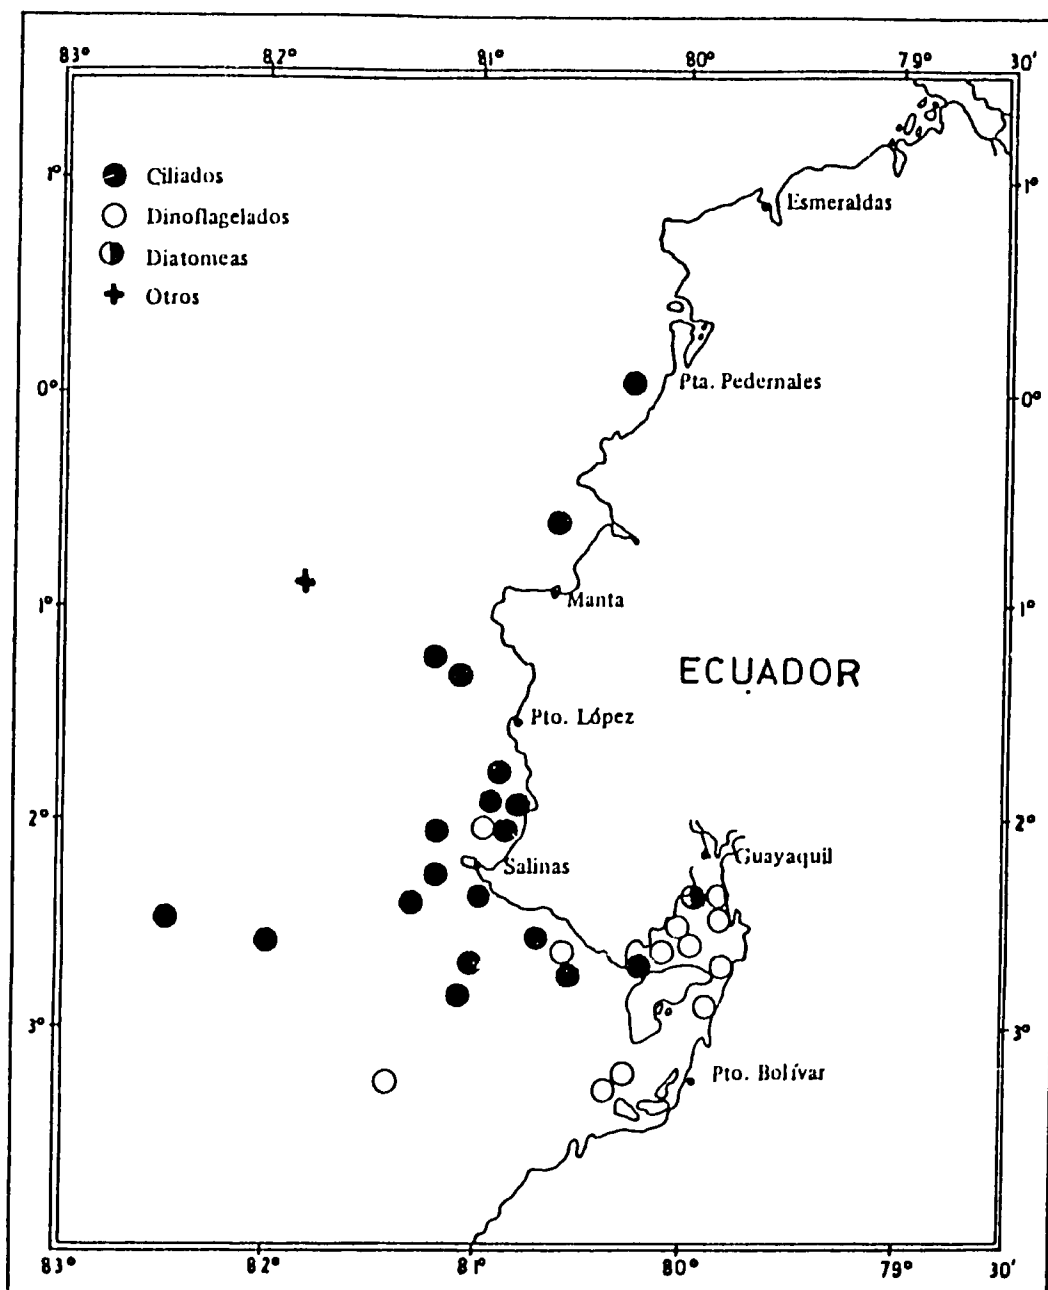 83° 82° 81° 80° 79° 30'
1° 1°
Ciliados
Dinoflagelados
Diatomeas
Otros
Esmeraldas
0° 0°
Pta. Pedernales
1° 1°
Manta
ECUADOR
Pto. López
2° 2°
Guayaquil
Salinas
3° 3°
Pto. Bolívar
83° 82° 81° 80° 79° 30'